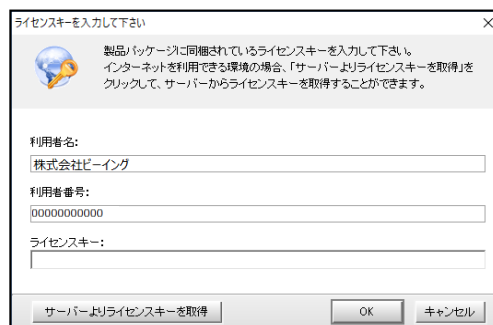 ライセンスキーを入力して下さい
製品パッケージに同梱されているライセンスキーを入力して下さい。
インターネットを利用できる環境の場合、「サーバーよりライセンスキーを取得」を
クリックして、サーバーからライセンスキーを取得することができます。
利用者名:
株式会社ビーイング
利用者番号:
00000000000
ライセンスキー:
サーバーよりライセンスキーを取得
OK
キャンセル